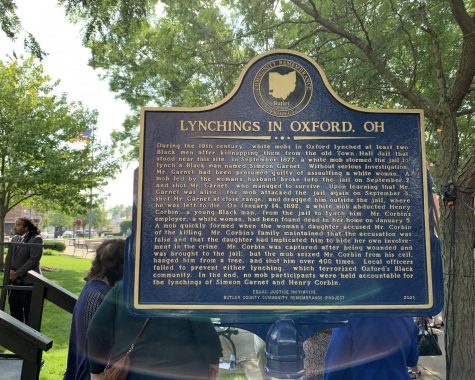 COMMUNITY REMEMBRANCE
Butler
PROJECT
LYNCHINGS IN OXFORD, OH
During the 19th century, white mobs in Oxford lynched at least two
Black men after kidnapping them from the old Town Hall Jail that
stood near this site. In September 1877, a white mob stormed the jail to
lynch a Black man named Simeon Garnet. Without serious investigation,
Mr. Garnet had been presumed guilty of assaulting a white woman. A
mob led by the woman's husband broke into the jail on September 2
and shot Mr. Garnet, who managed to survive. Upon learning that Mr.
Garnet was alive, the mob attacked the jail again on September 3,
shot Mr. Garnet at close range, and dragged him outside the jail, where
he was left to die. On January 14, 1892, a white mob abducted Henry
Corbin, a young Black man, from the jail to lynch him. Mr. Corbin's
employer, a white woman, had been found dead in her house on January
A mob quickly formed when the woman's daughter accused Mr. Corbin
of the killing. Mr. Corbin's family maintained that the accusation was
false and that the daughter had implicated him to hide her own involve-
ment in the crime. Mr. Corbin was captured after being wounded and
was brought to the jail, but the mob seized Mr. Corbin from his cell,
hanged him from a tree, and shot him over 400 times. Local officers
failed to prevent either lynching, which terrorized Oxford's Black
community. In the end, no mob participants were held accountable
for the lynchings of Simeon Garnet and Henry Corbin.
EQUAL JUSTICE INITIATIVE
BUTLER COUNTY COMMUNITY REMEMBRANCE PROJECT
2021